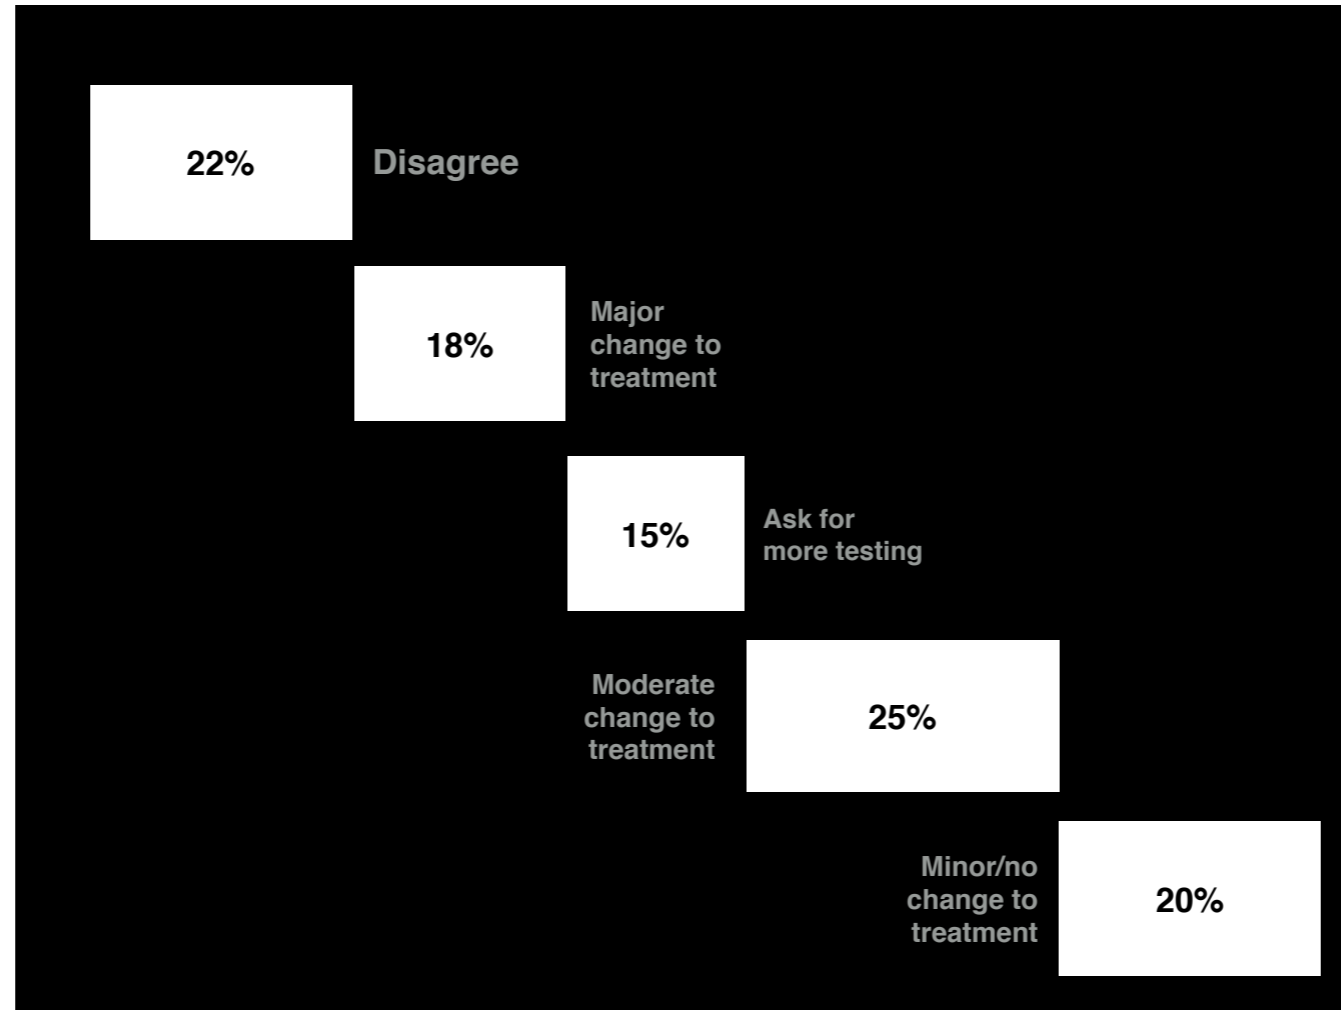 22%
Disagree
18%
Major
change to
treatment
15%
Ask for
more testing
Moderate
change to
treatment
25%
Minor/no
change to
treatment
20%